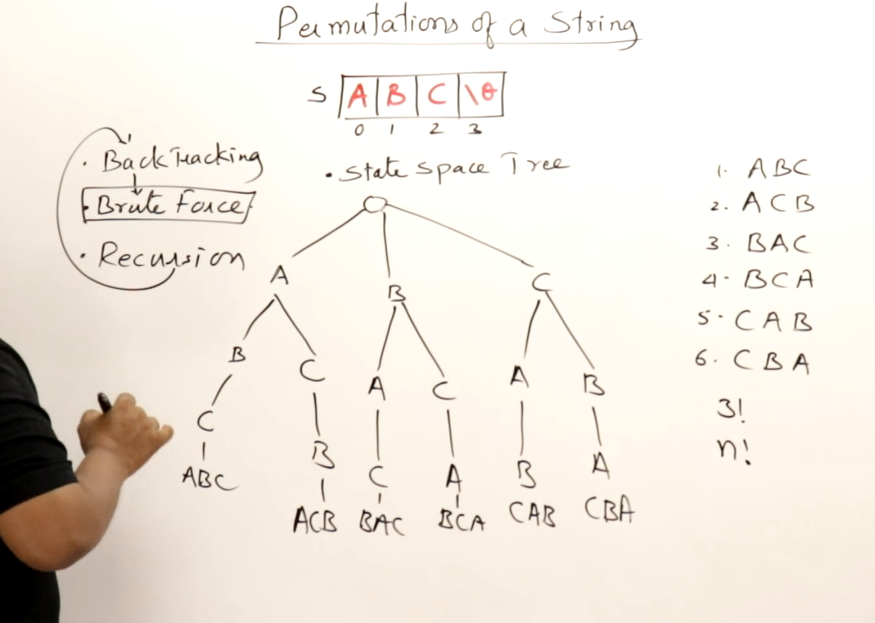 Permutations of a String
S A B C \0
0 1 2 3
· BackTracking
· Brute Force
· Recursion
· State Space Tree
A B C
B C A C A B
C B C A B A
ABC ACB BAC BCA CAB CBA
1. ABC
2. ACB
3. BAC
4. BCA
5. CAB
6. CBA
3!
n!